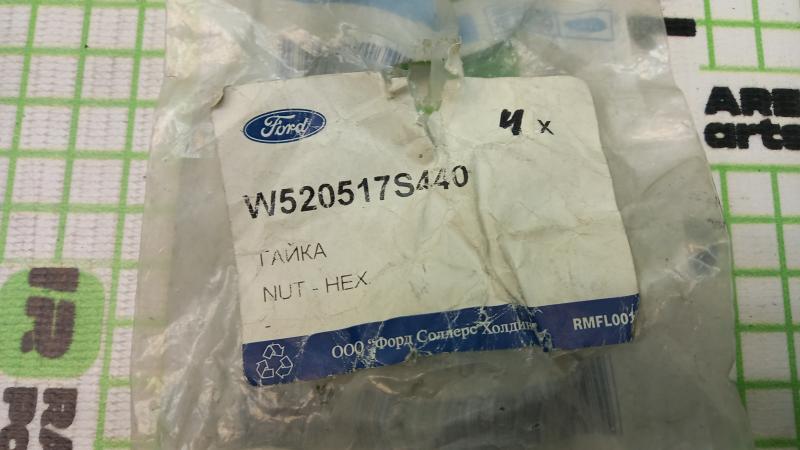 Ford
4 x
W520517S440
ГАЙКА
NUT - HEX
ООО "Форд Соллерс Холдинг
RMFL001
ARE
arts